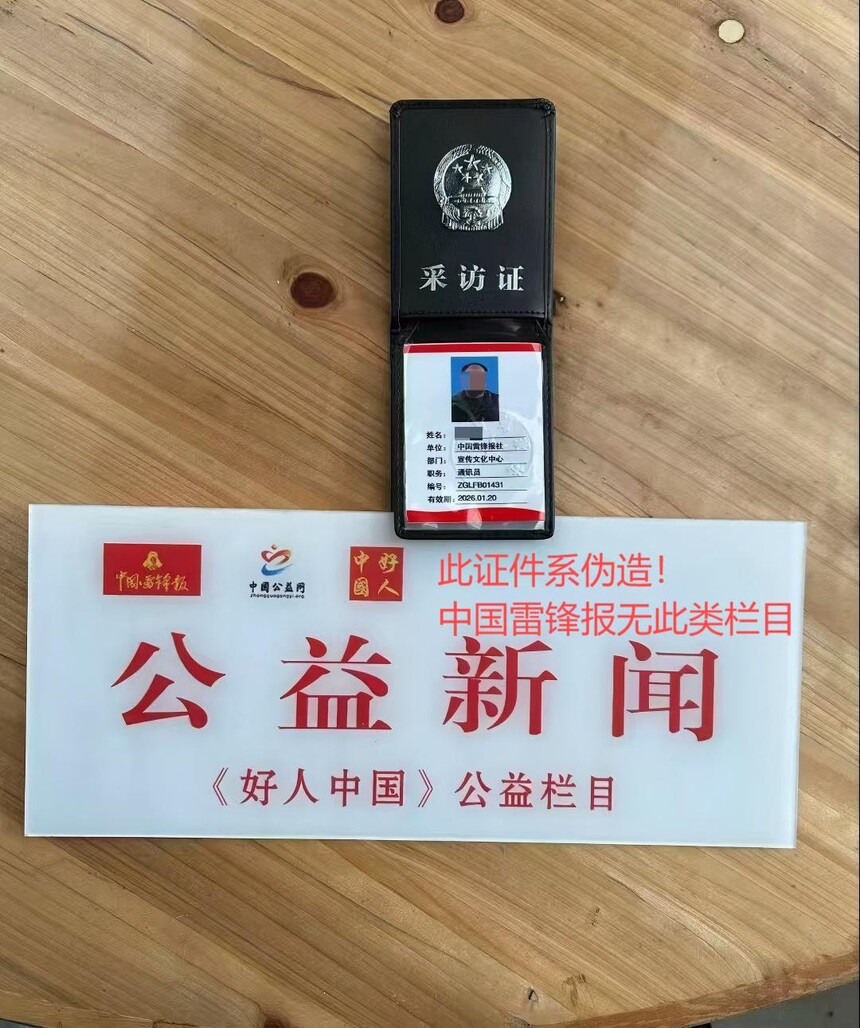 采访证
姓名：
单位：中国雷锋报社
部门：宣传文化中心
职务：通讯员
编号：ZGLFB01431
有效期：2026.01.20
中国雷锋报
中国公益网
zhongguogongyi.org
中國好人
此证件系伪造！
中国雷锋报无此类栏目
公益新闻
《好人中国》公益栏目